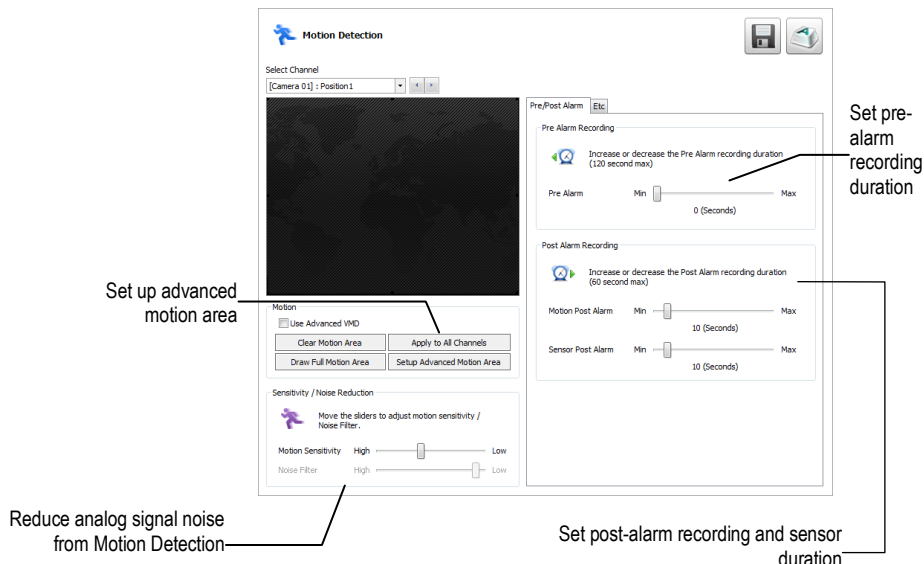 Motion Detection
Select Channel
[Camera 01] : Position1
Motion
Use Advanced VMD
Clear Motion Area
Apply to All Channels
Draw Full Motion Area
Setup Advanced Motion Area
Sensitivity / Noise Reduction
Move the sliders to adjust motion sensitivity /
Noise Filter.
Motion Sensitivity High Low
Noise Filter High Low
Pre/Post Alarm
Etc
Pre Alarm Recording
Increase or decrease the Pre Alarm recording duration
(120 second max)
Pre Alarm Min Max
0 (Seconds)
Post Alarm Recording
Increase or decrease the Post Alarm recording duration
(60 second max)
Motion Post Alarm Min Max
10 (Seconds)
Sensor Post Alarm Min Max
10 (Seconds)
Set pre-
alarm
recording
duration
Set up advanced
motion area
Reduce analog signal noise
from Motion Detection
Set post-alarm recording and sensor
duration